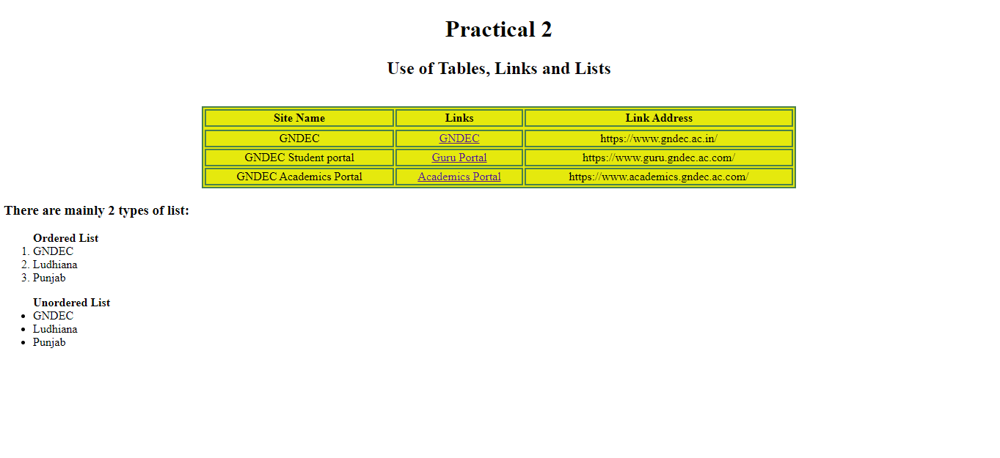 Practical 2
Use of Tables, Links and Lists
Site Name Links Link Address
GNDEC GNDEC https://www.gndec.ac.in/
GNDEC Student portal Guru Portal https://www.guru.gndec.ac.com/
GNDEC Academics Portal Academics Portal https://www.academics.gndec.ac.com/
There are mainly 2 types of list:
Ordered List
1. GNDEC
2. Ludhiana
3. Punjab
Unordered List
• GNDEC
• Ludhiana
• Punjab